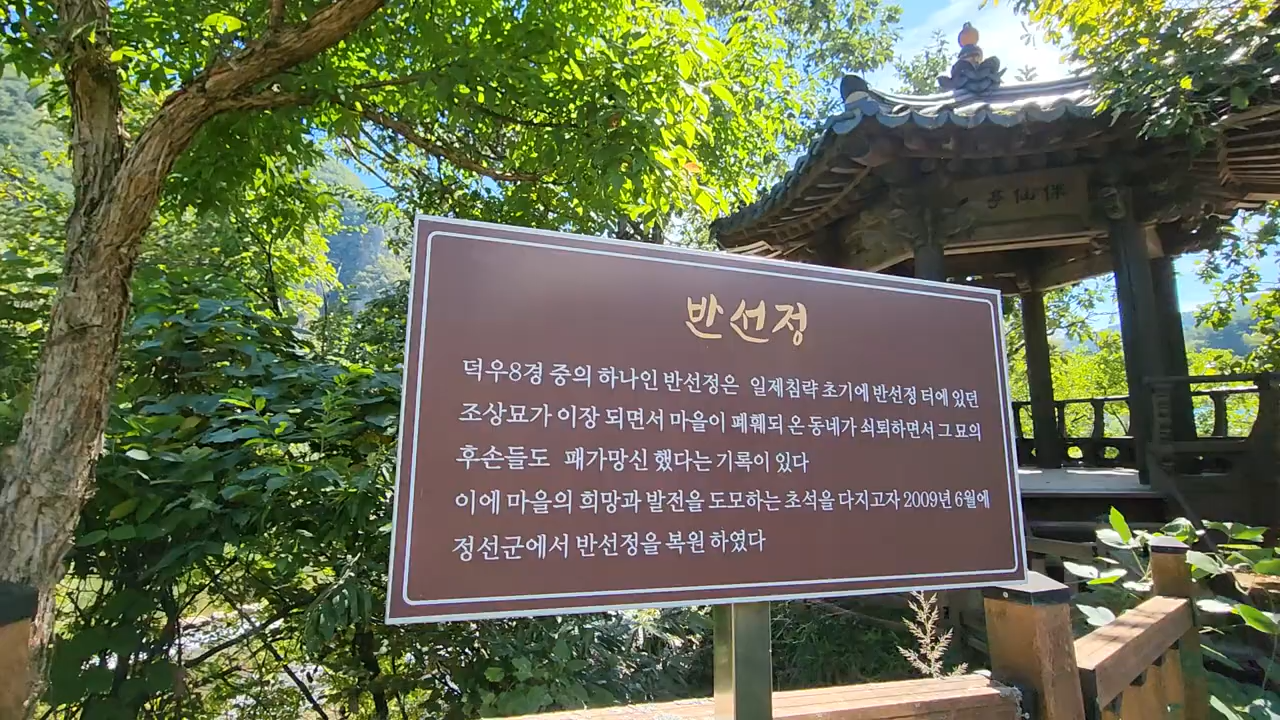 伴仙亭
반선정
덕우8경 중의 하나인 반선정은 일제침략 초기에 반선정 터에 있던
조상묘가 이장 되면서 마을이 폐훼되 온 동네가 쇠퇴하면서 그 묘의
후손들도 패가망신 했다는 기록이 있다
이에 마을의 희망과 발전을 도모하는 초석을 다지고자 2009년 6월에
정선군에서 반선정을 복원 하였다